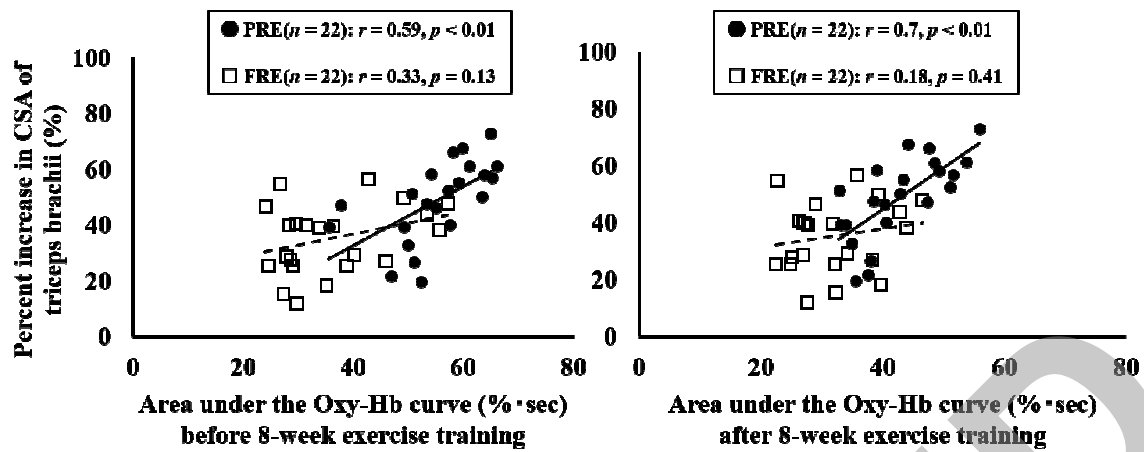 PRE(n = 22): r = 0.59, p < 0.01
FRE(n = 22): r = 0.33, p = 0.13
Percent increase in CSA of
triceps brachii (%)
100
80
60
40
20
0
0 20 40 60 80
Area under the Oxy-Hb curve (%·sec)
before 8-week exercise training
PRE(n = 22): r = 0.7, p < 0.01
FRE(n = 22): r = 0.18, p = 0.41
100
80
60
40
20
0
0 20 40 60 80
Area under the Oxy-Hb curve (%·sec)
after 8-week exercise training